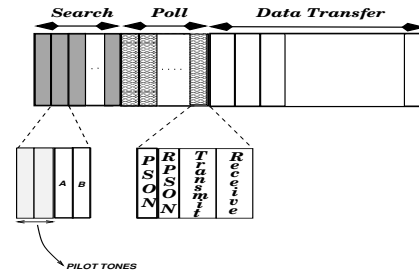 Search Poll Data Transfer
A B
PSON RPSON Transmit Receive
PILOT TONES